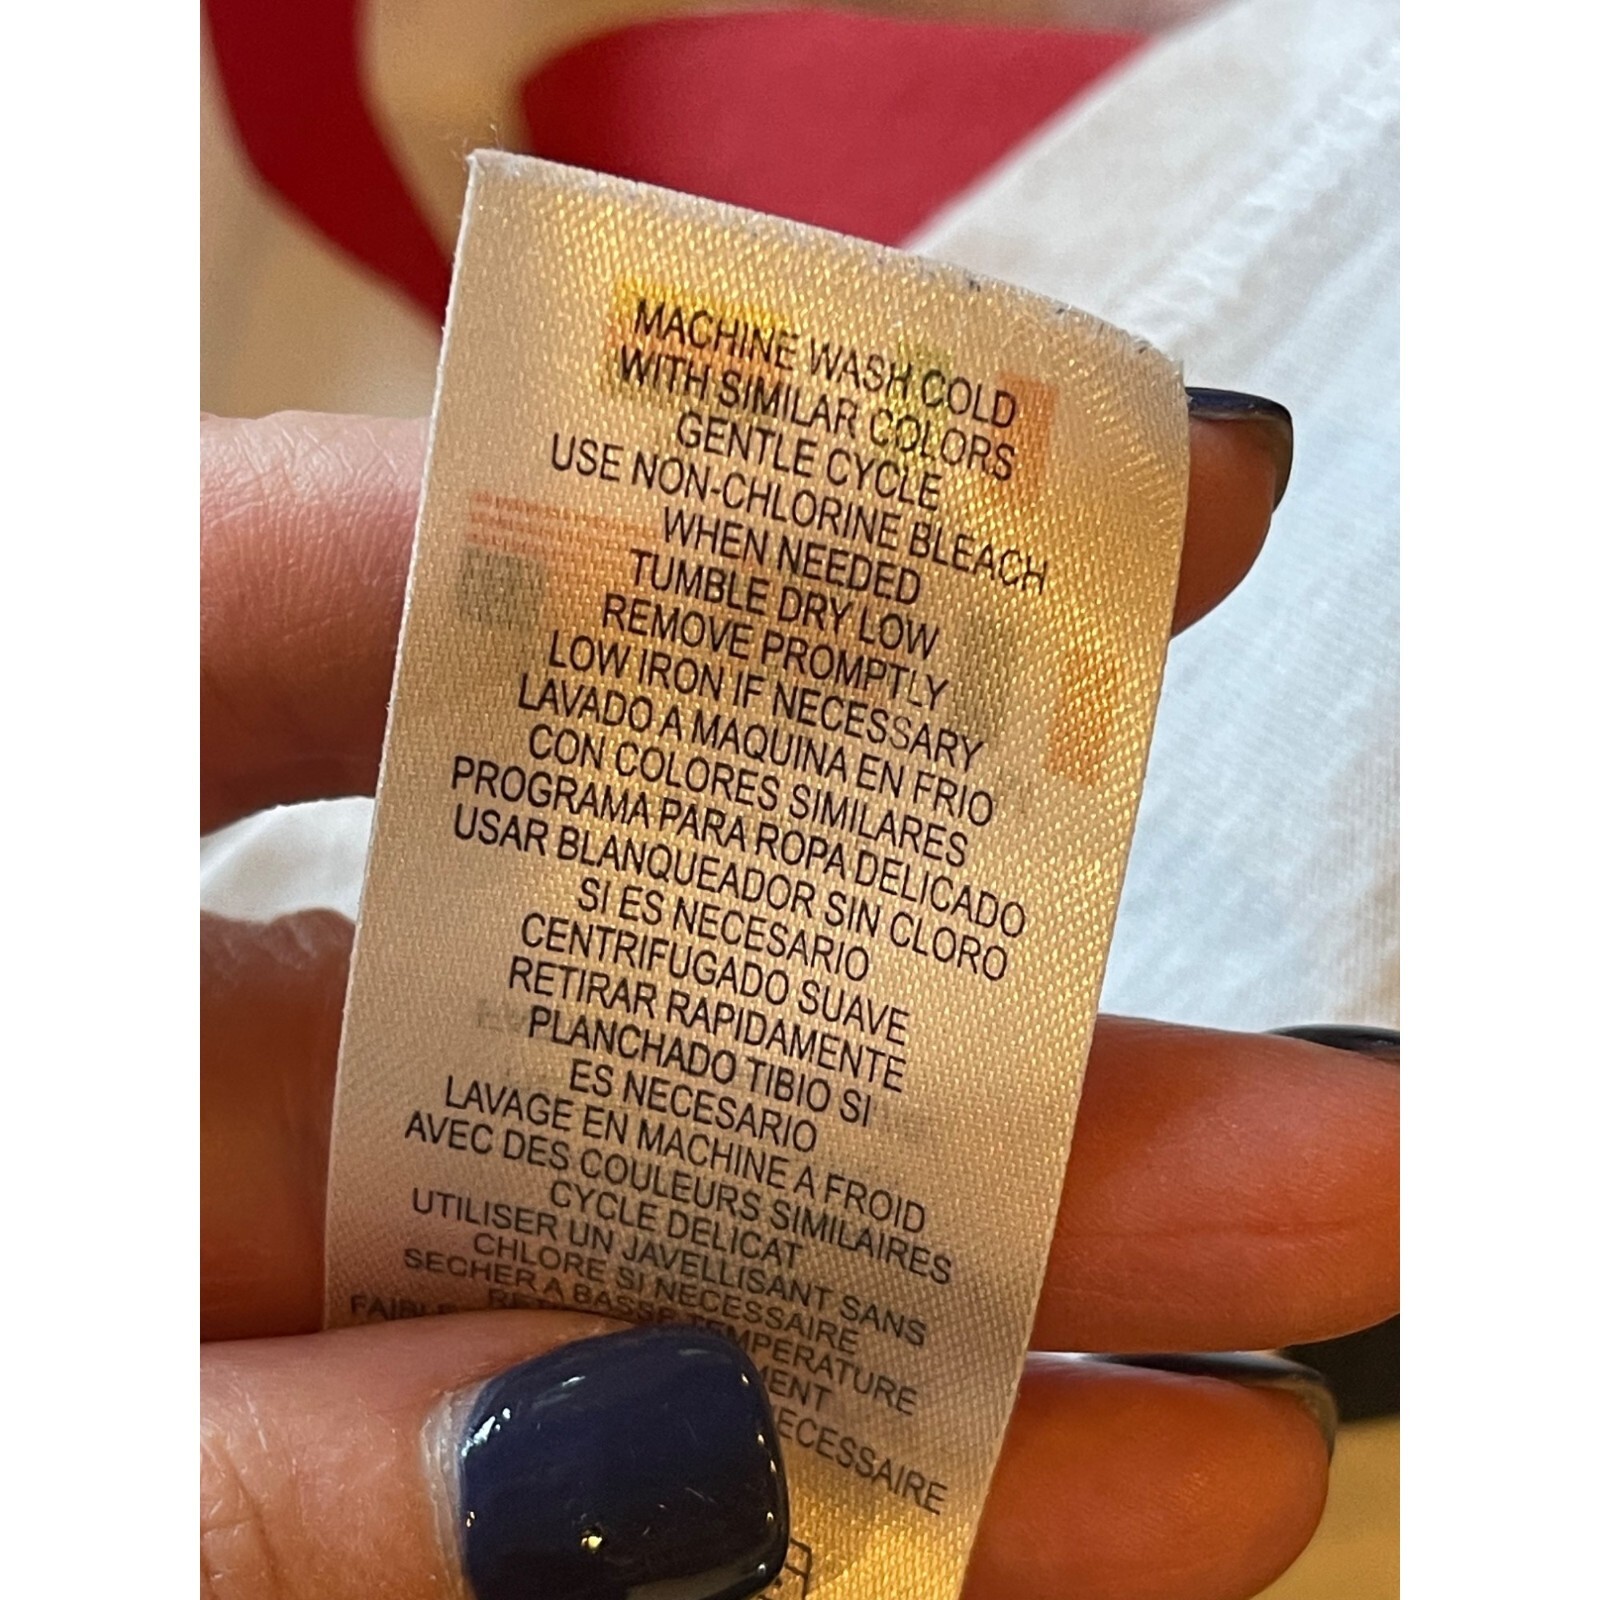 MACHINE WASH COLD
WITH SIMILAR COLORS
GENTLE CYCLE
USE NON-CHLORINE BLEACH
WHEN NEEDED
TUMBLE DRY LOW
REMOVE PROMPTLY
LOW IRON IF NECESSARY
LAVADO A MAQUINA EN FRIO
CON COLORES SIMILARES
PROGRAMA PARA ROPA DELICADO
USAR BLANQUEADOR SIN CLORO
SI ES NECESARIO
CENTRIFUGADO SUAVE
RETIRAR RAPIDAMENTE
PLANCHADO TIBIO SI
ES NECESARIO
LAVAGE EN MACHINE A FROID
AVEC DES COULEURS SIMILAIRES
CYCLE DELICAT
UTILISER UN JAVELLISANT SANS
CHLORE SI NECESSAIRE
SECHER A BASSE TEMPERATURE